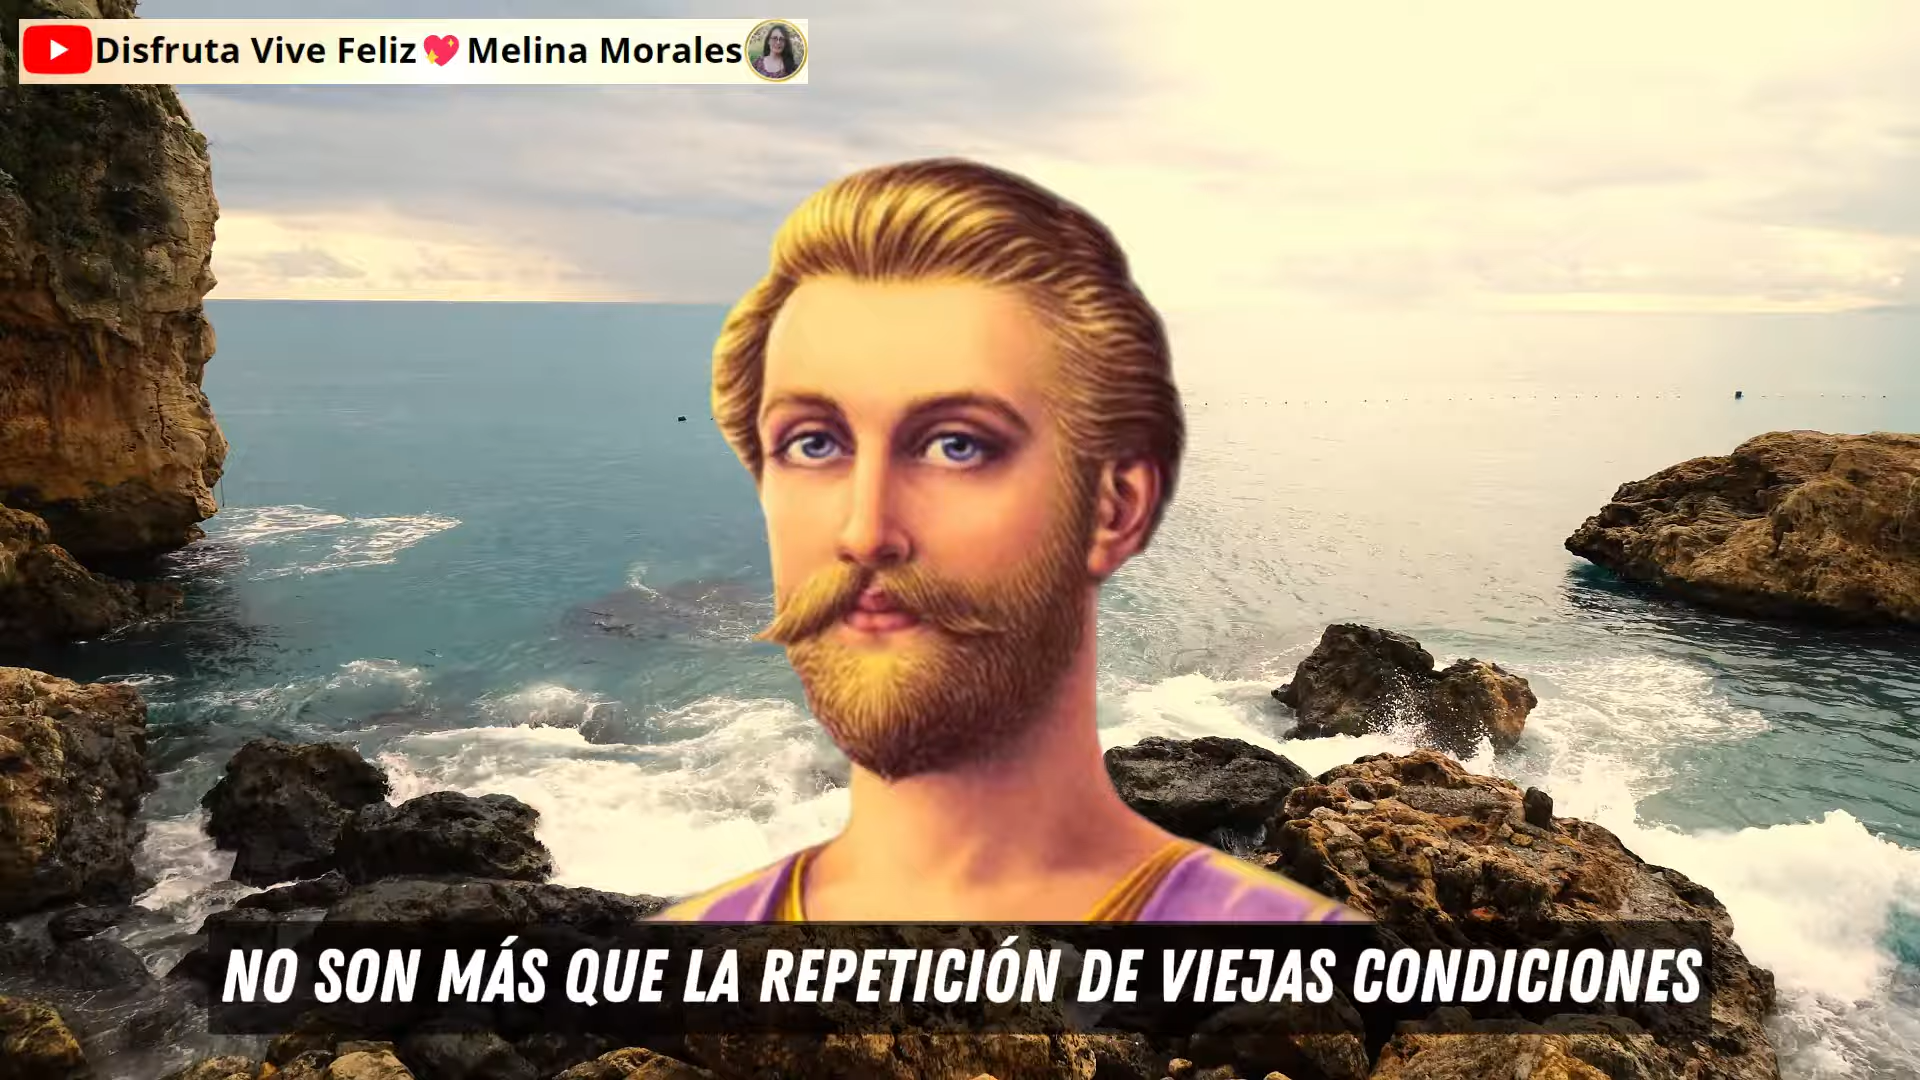 Disfruta Vive Feliz💖Melina Morales
NO SON MÁS QUE LA REPETICIÓN DE VIEJAS CONDICIONES